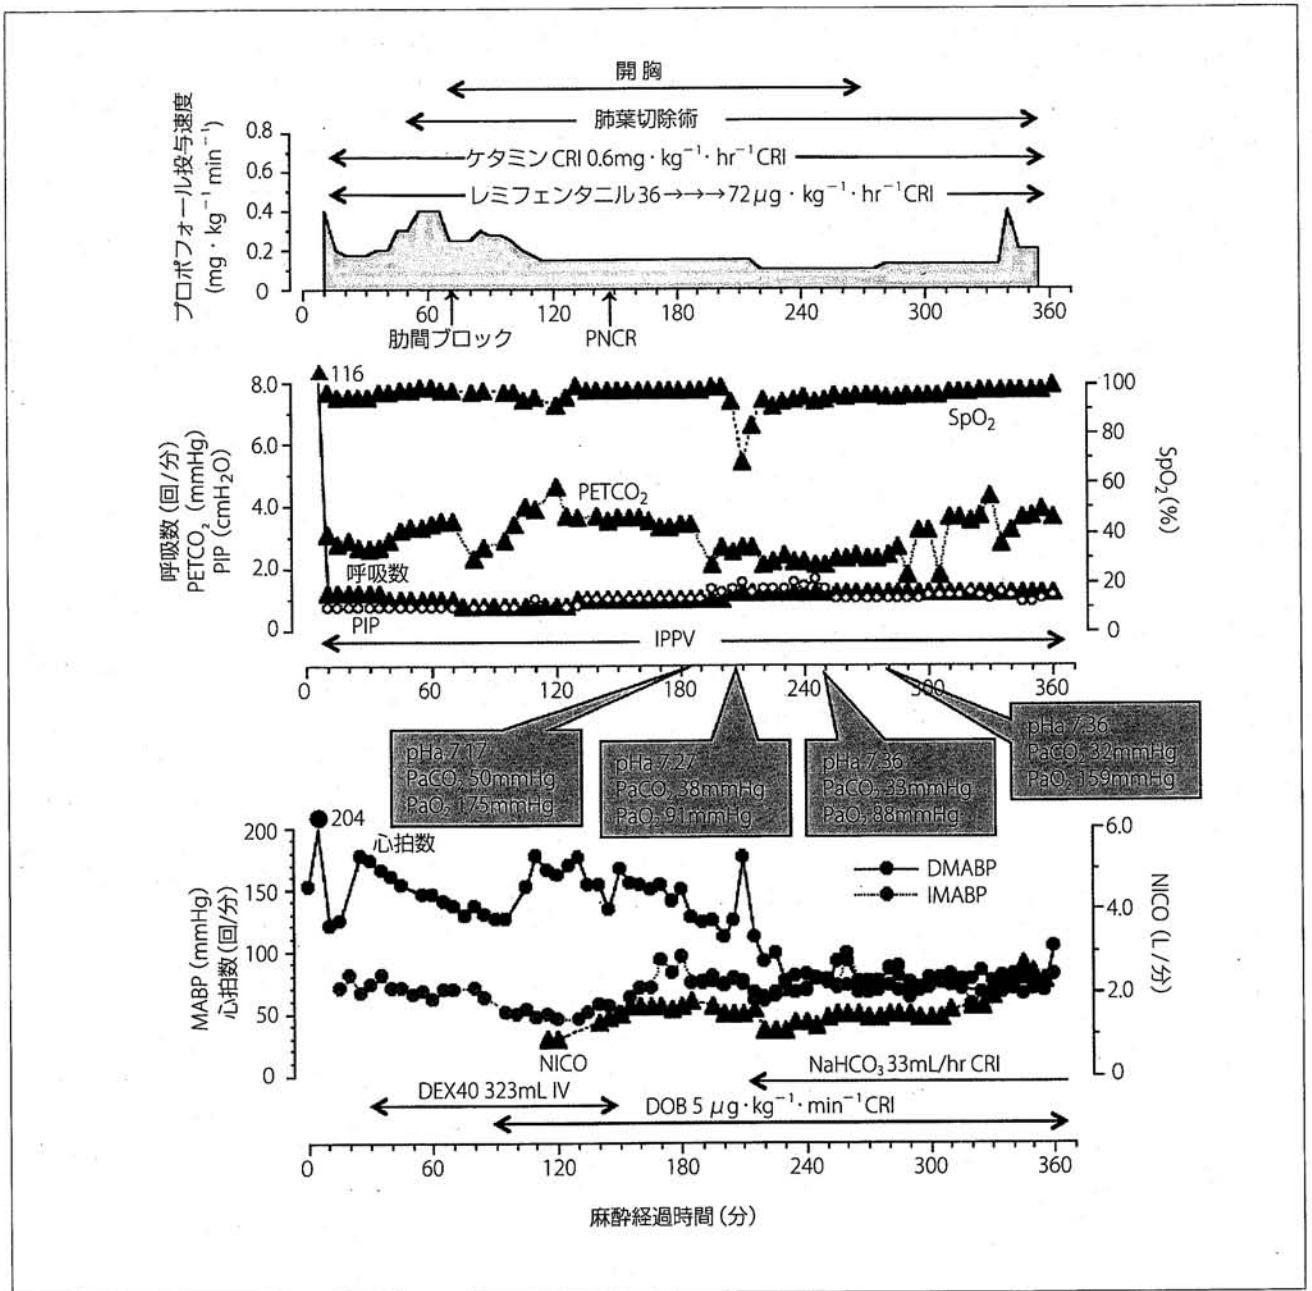 開胸
肺葉切除術
プロポフォール投与速度
(mg・kg⁻¹ min⁻¹)
0.8
0.6
0.4
0.2
0
ケタミン CRI 0.6mg・kg⁻¹・hr⁻¹CRI
レミフェンタニル 36→→→72μg・kg⁻¹・hr⁻¹CRI
0 60 120 180 240 300 360
肋間ブロック
PNCR
116
呼吸数 (回/分)
PETCO₂ (mmHg)
PIP (cmH₂O)
8.0
6.0
4.0
2.0
0
SpO₂
PETCO₂
呼吸数
PIP
IPPV
100
80
60
40
20
0
SpO₂(%)
0 60 120 180 240 300 360
pHa 7.17
PaCO₂ 50mmHg
PaO₂ 175mmHg
pHa 7.27
PaCO₂ 38mmHg
PaO₂ 91mmHg
pHa 7.36
PaCO₂ 33mmHg
PaO₂ 88mmHg
pHa 7.36
PaCO₂ 32mmHg
PaO₂ 159mmHg
MABP (mmHg)
心拍数 (回/分)
200
150
100
50
0
204
心拍数
DMABP
IMABP
NICO
6.0
4.0
2.0
0
NICO (L/分)
NaHCO₃ 33mL/hr CRI
DEX40 323mL IV
DOB 5 μg・kg⁻¹・min⁻¹CRI
0 60 120 180 240 300 360
麻酔経過時間 (分)